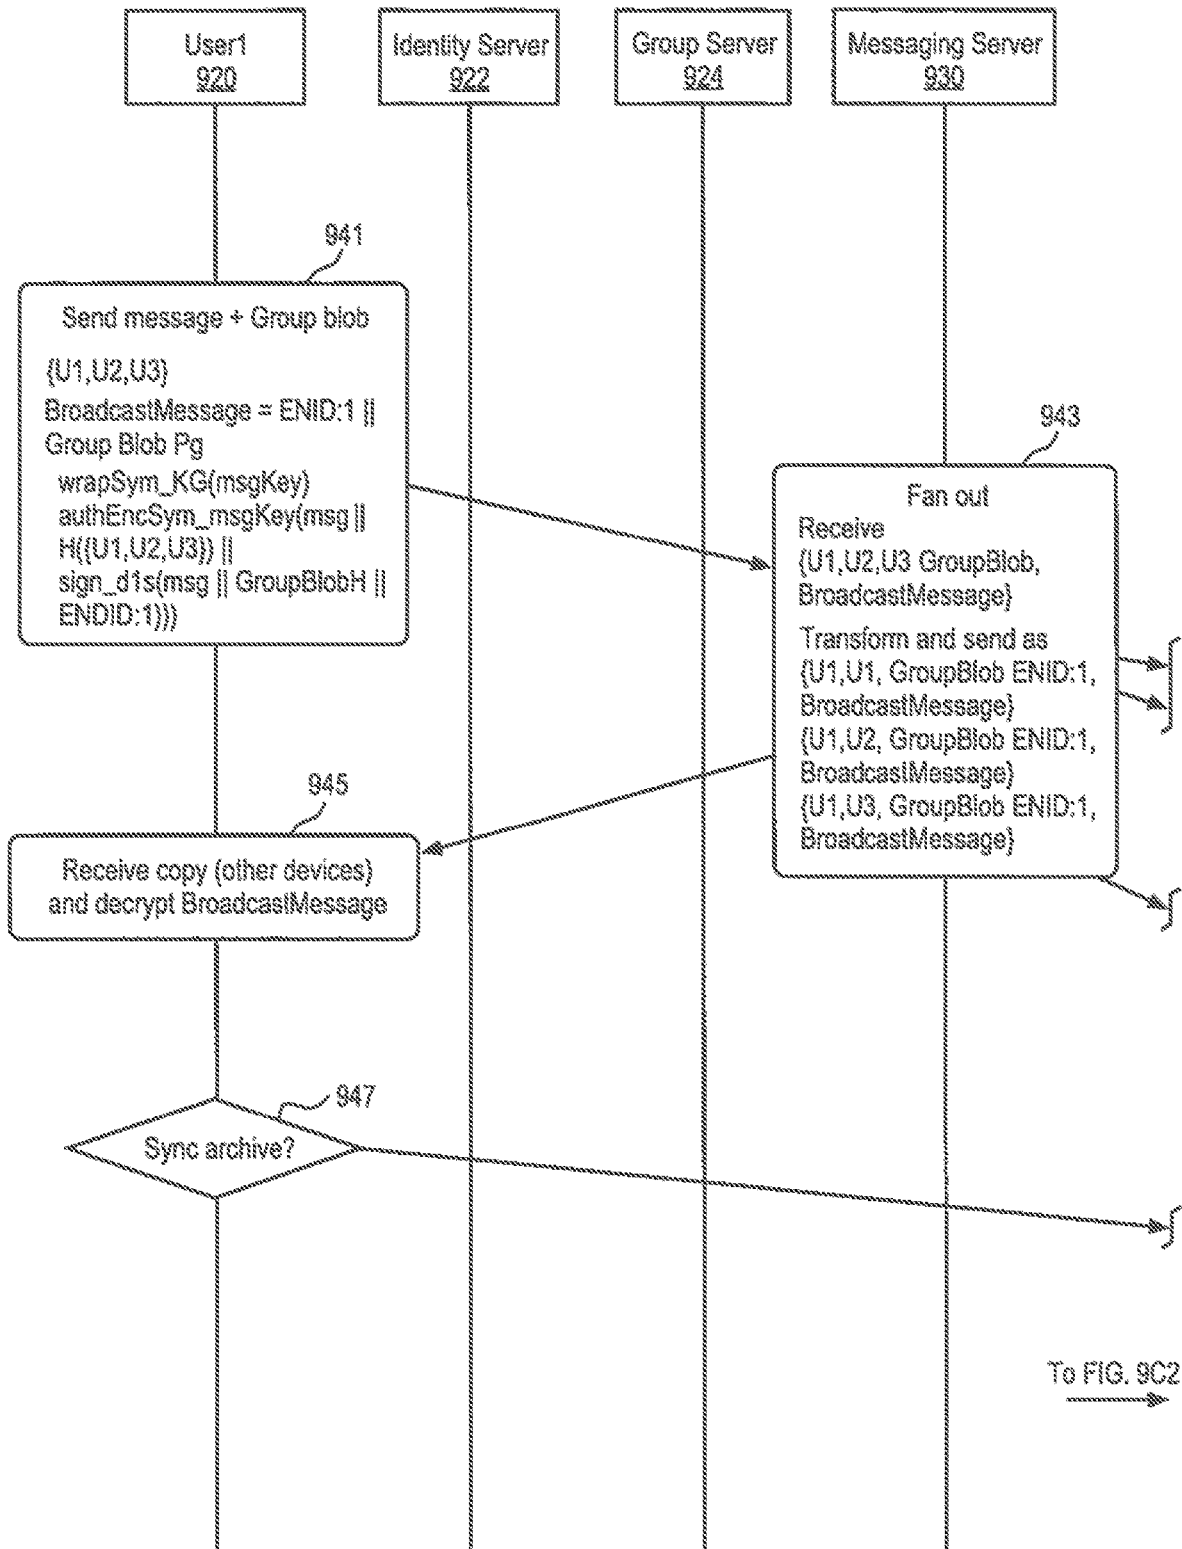 User1
920
Identity Server
922
Group Server
924
Messaging Server
930
941
Send message + Group blob
{U1,U2,U3}
BroadcastMessage = ENID:1 ||
Group Blob Pg
wrapSym_KG(msgKey)
authEncSym_msgKey(msg ||
H({U1,U2,U3}) ||
sign_d1s(msg || GroupBlobH ||
ENDID:1)))
943
Fan out
Receive
{U1,U2,U3 GroupBlob,
BroadcastMessage}
Transform and send as
{U1,U1, GroupBlob ENID:1,
BroadcastMessage}
{U1,U2, GroupBlob ENID:1,
BroadcastMessage}
{U1,U3, GroupBlob ENID:1,
BroadcastMessage}
945
Receive copy (other devices)
and decrypt BroadcastMessage
947
Sync archive?
To FIG. 9C2